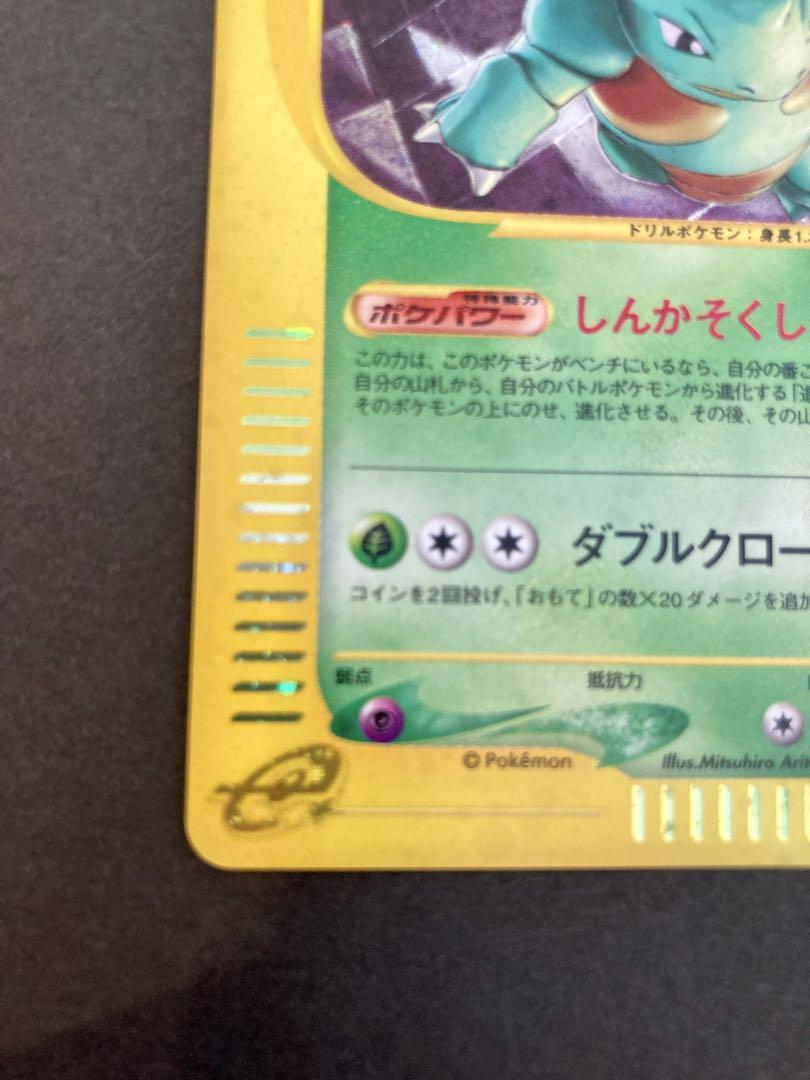 ドリルポケモン：身長1.
特殊能力
ポケパワー
しんかそくし
この力は、このポケモンがベンチにいるなら、自分の番ご
自分の山札から、自分のバトルポケモンから進化する「進
そのポケモンの上にのせ、進化させる。その後、その山
ダブルクロー
コインを2回投げ、「おもて」の数×20ダメージを追加
弱点
抵抗力
©Pokémon
Illus.Mitsuhiro Arit